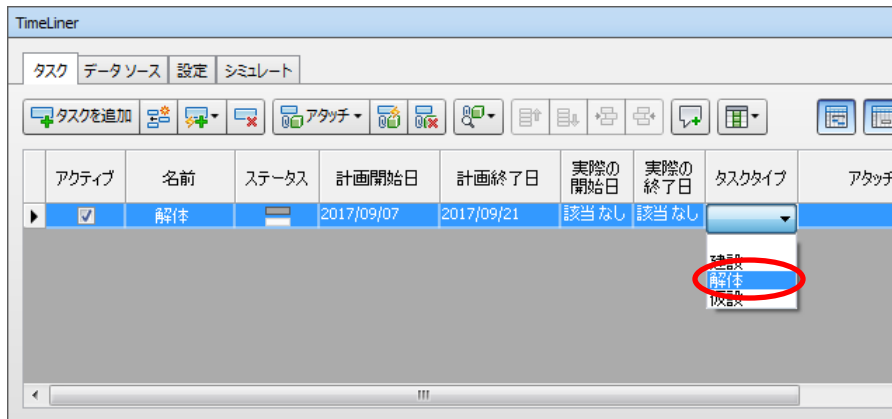 TimeLiner
タスク データ ソース 設定 シミュレート
タスクを追加 アタッチ
アクティブ 名前 ステータス 計画開始日 計画終了日 実際の開始日 実際の終了日 タスクタイプ アタッチ
解体 2017/09/07 2017/09/21 該当なし 該当なし
建設
解体
仮設